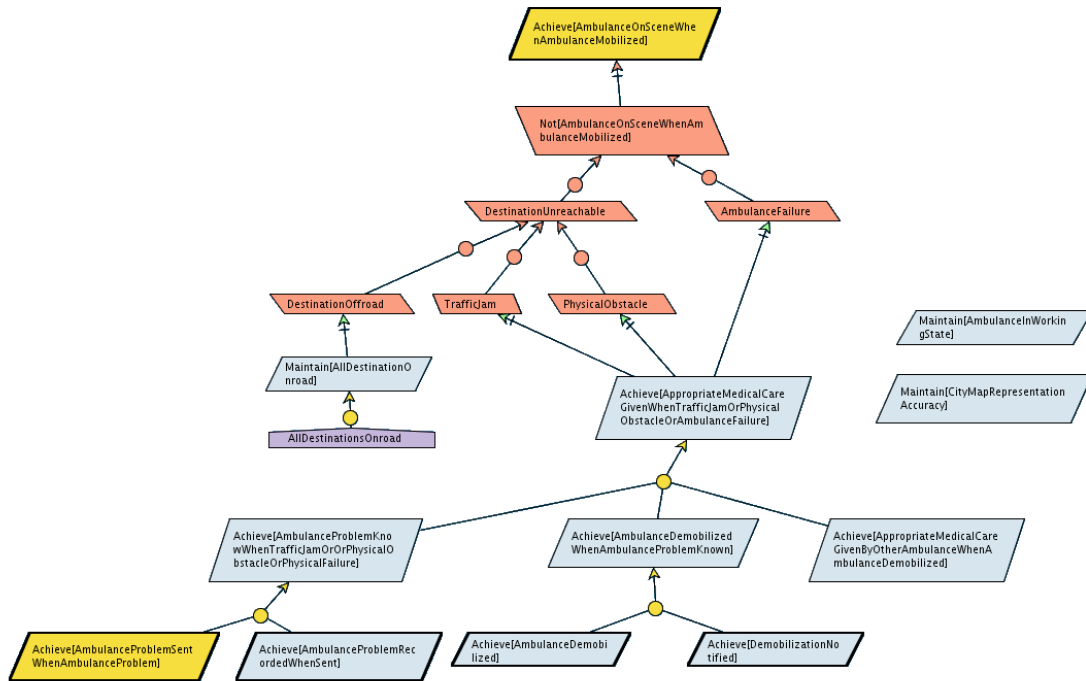 Achieve[AmbulanceOnSceneWhe
nAmbulanceMobilized]
Not[AmbulanceOnSceneWhenAm
bulanceMobilized]
DestinationUnreachable
AmbulanceFailure
DestinationOffroad
TrafficJam
PhysicalObstacle
Maintain[AmbulanceInWorkin
gState]
Maintain[AllDestinationO
nroad]
Achieve[AppropriateMedicalCare
GivenWhenTrafficJamOrPhysical
ObstacleOrAmbulanceFailure]
Maintain[CityMapRepresentation
Accuracy]
AllDestinationsOnroad
Achieve[AmbulanceProblemKno
wWhenTrafficJamOrOrPhysicalO
bstacleOrPhysicalFailure]
Achieve[AmbulanceDemobilized
WhenAmbulanceProblemKnown]
Achieve[AppropriateMedicalCare
GivenByOtherAmbulanceWhenA
mbulanceDemobilized]
Achieve[AmbulanceProblemSent
WhenAmbulanceProblem]
Achieve[AmbulanceProblemRec
ordedWhenSent]
Achieve[AmbulanceDemobi
lized]
Achieve[DemobilizationNo
tified]